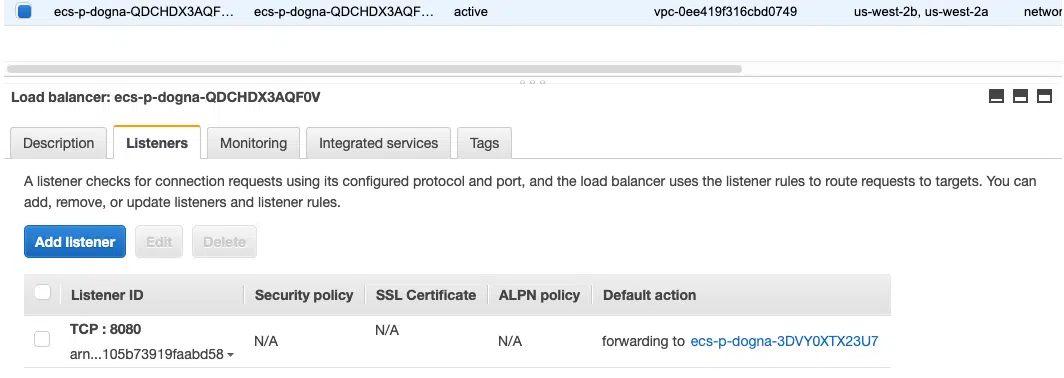 ecs-p-dogna-QDCHDX3AQF... ecs-p-dogna-QDCHDX3AQF... active vpc-0ee419f316cbd0749 us-west-2b, us-west-2a networ
Load balancer: ecs-p-dogna-QDCHDX3AQF0V
Description Listeners Monitoring Integrated services Tags
A listener checks for connection requests using its configured protocol and port, and the load balancer uses the listener rules to route requests to targets. You can
add, remove, or update listeners and listener rules.
Add listener Edit Delete
Listener ID Security policy SSL Certificate ALPN policy Default action
TCP : 8080 N/A
arn...105b73919faabd58 N/A N/A forwarding to ecs-p-dogna-3DVY0XTX23U7